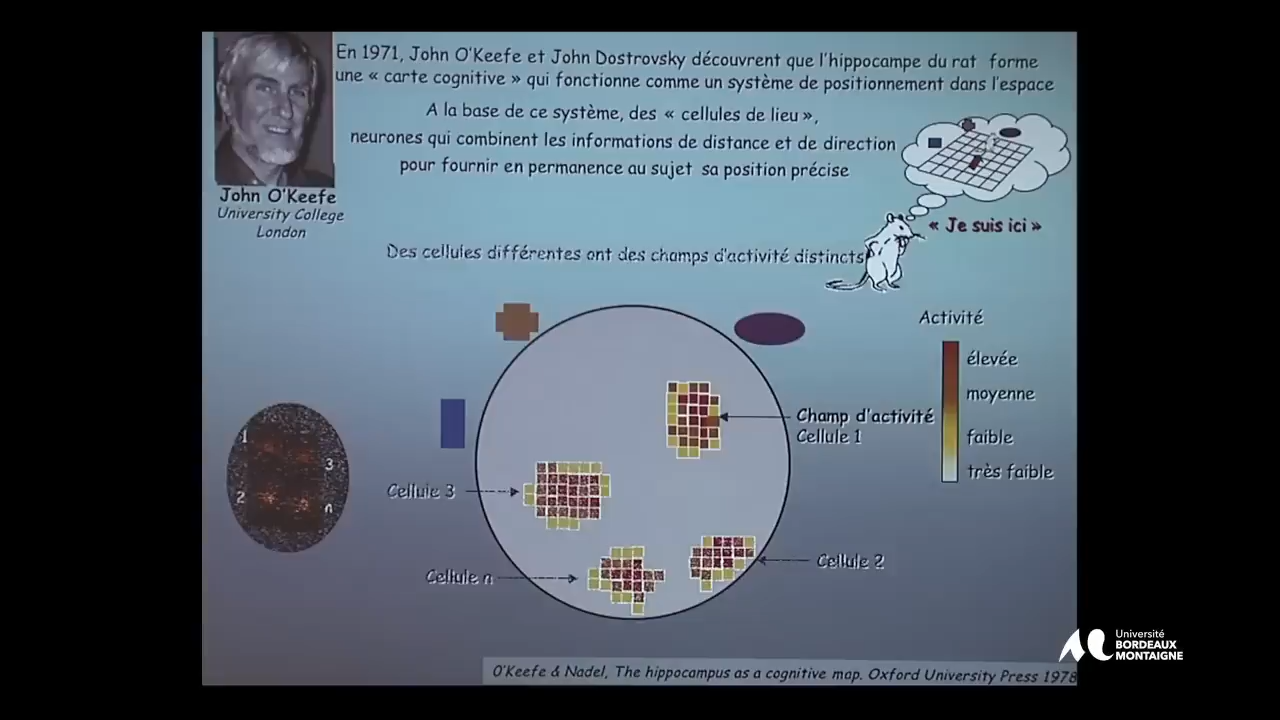 En 1971, John O'Keefe et John Dostrovsky découvrent que l'hippocampe du rat forme
une « carte cognitive » qui fonctionne comme un système de positionnement dans l'espace
A la base de ce système, des « cellules de lieu »,
neurones qui combinent les informations de distance et de direction
pour fournir en permanence au sujet sa position précise
John O'Keefe
University College
London
« Je suis ici »
Des cellules différentes ont des champs d'activité distincts
Activité
élevée
moyenne
faible
très faible
Champ d'activité
Cellule 1
1
3
2
n
Cellule 3
Cellule n
Cellule 2
Université
BORDEAUX
MONTAIGNE
O'Keefe & Nadel, The hippocampus as a cognitive map. Oxford University Press 1978